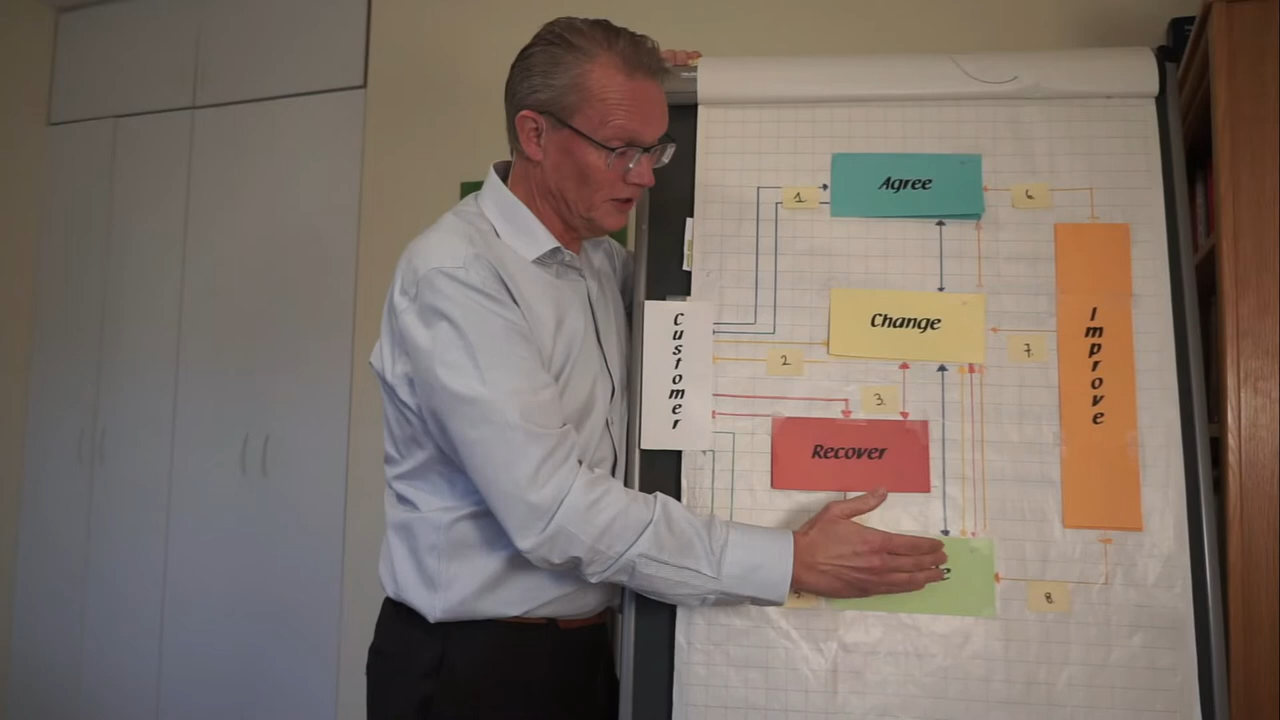 Agree
1
6
Customer
Change
2
7.
Improve
3.
Recover
e
8.